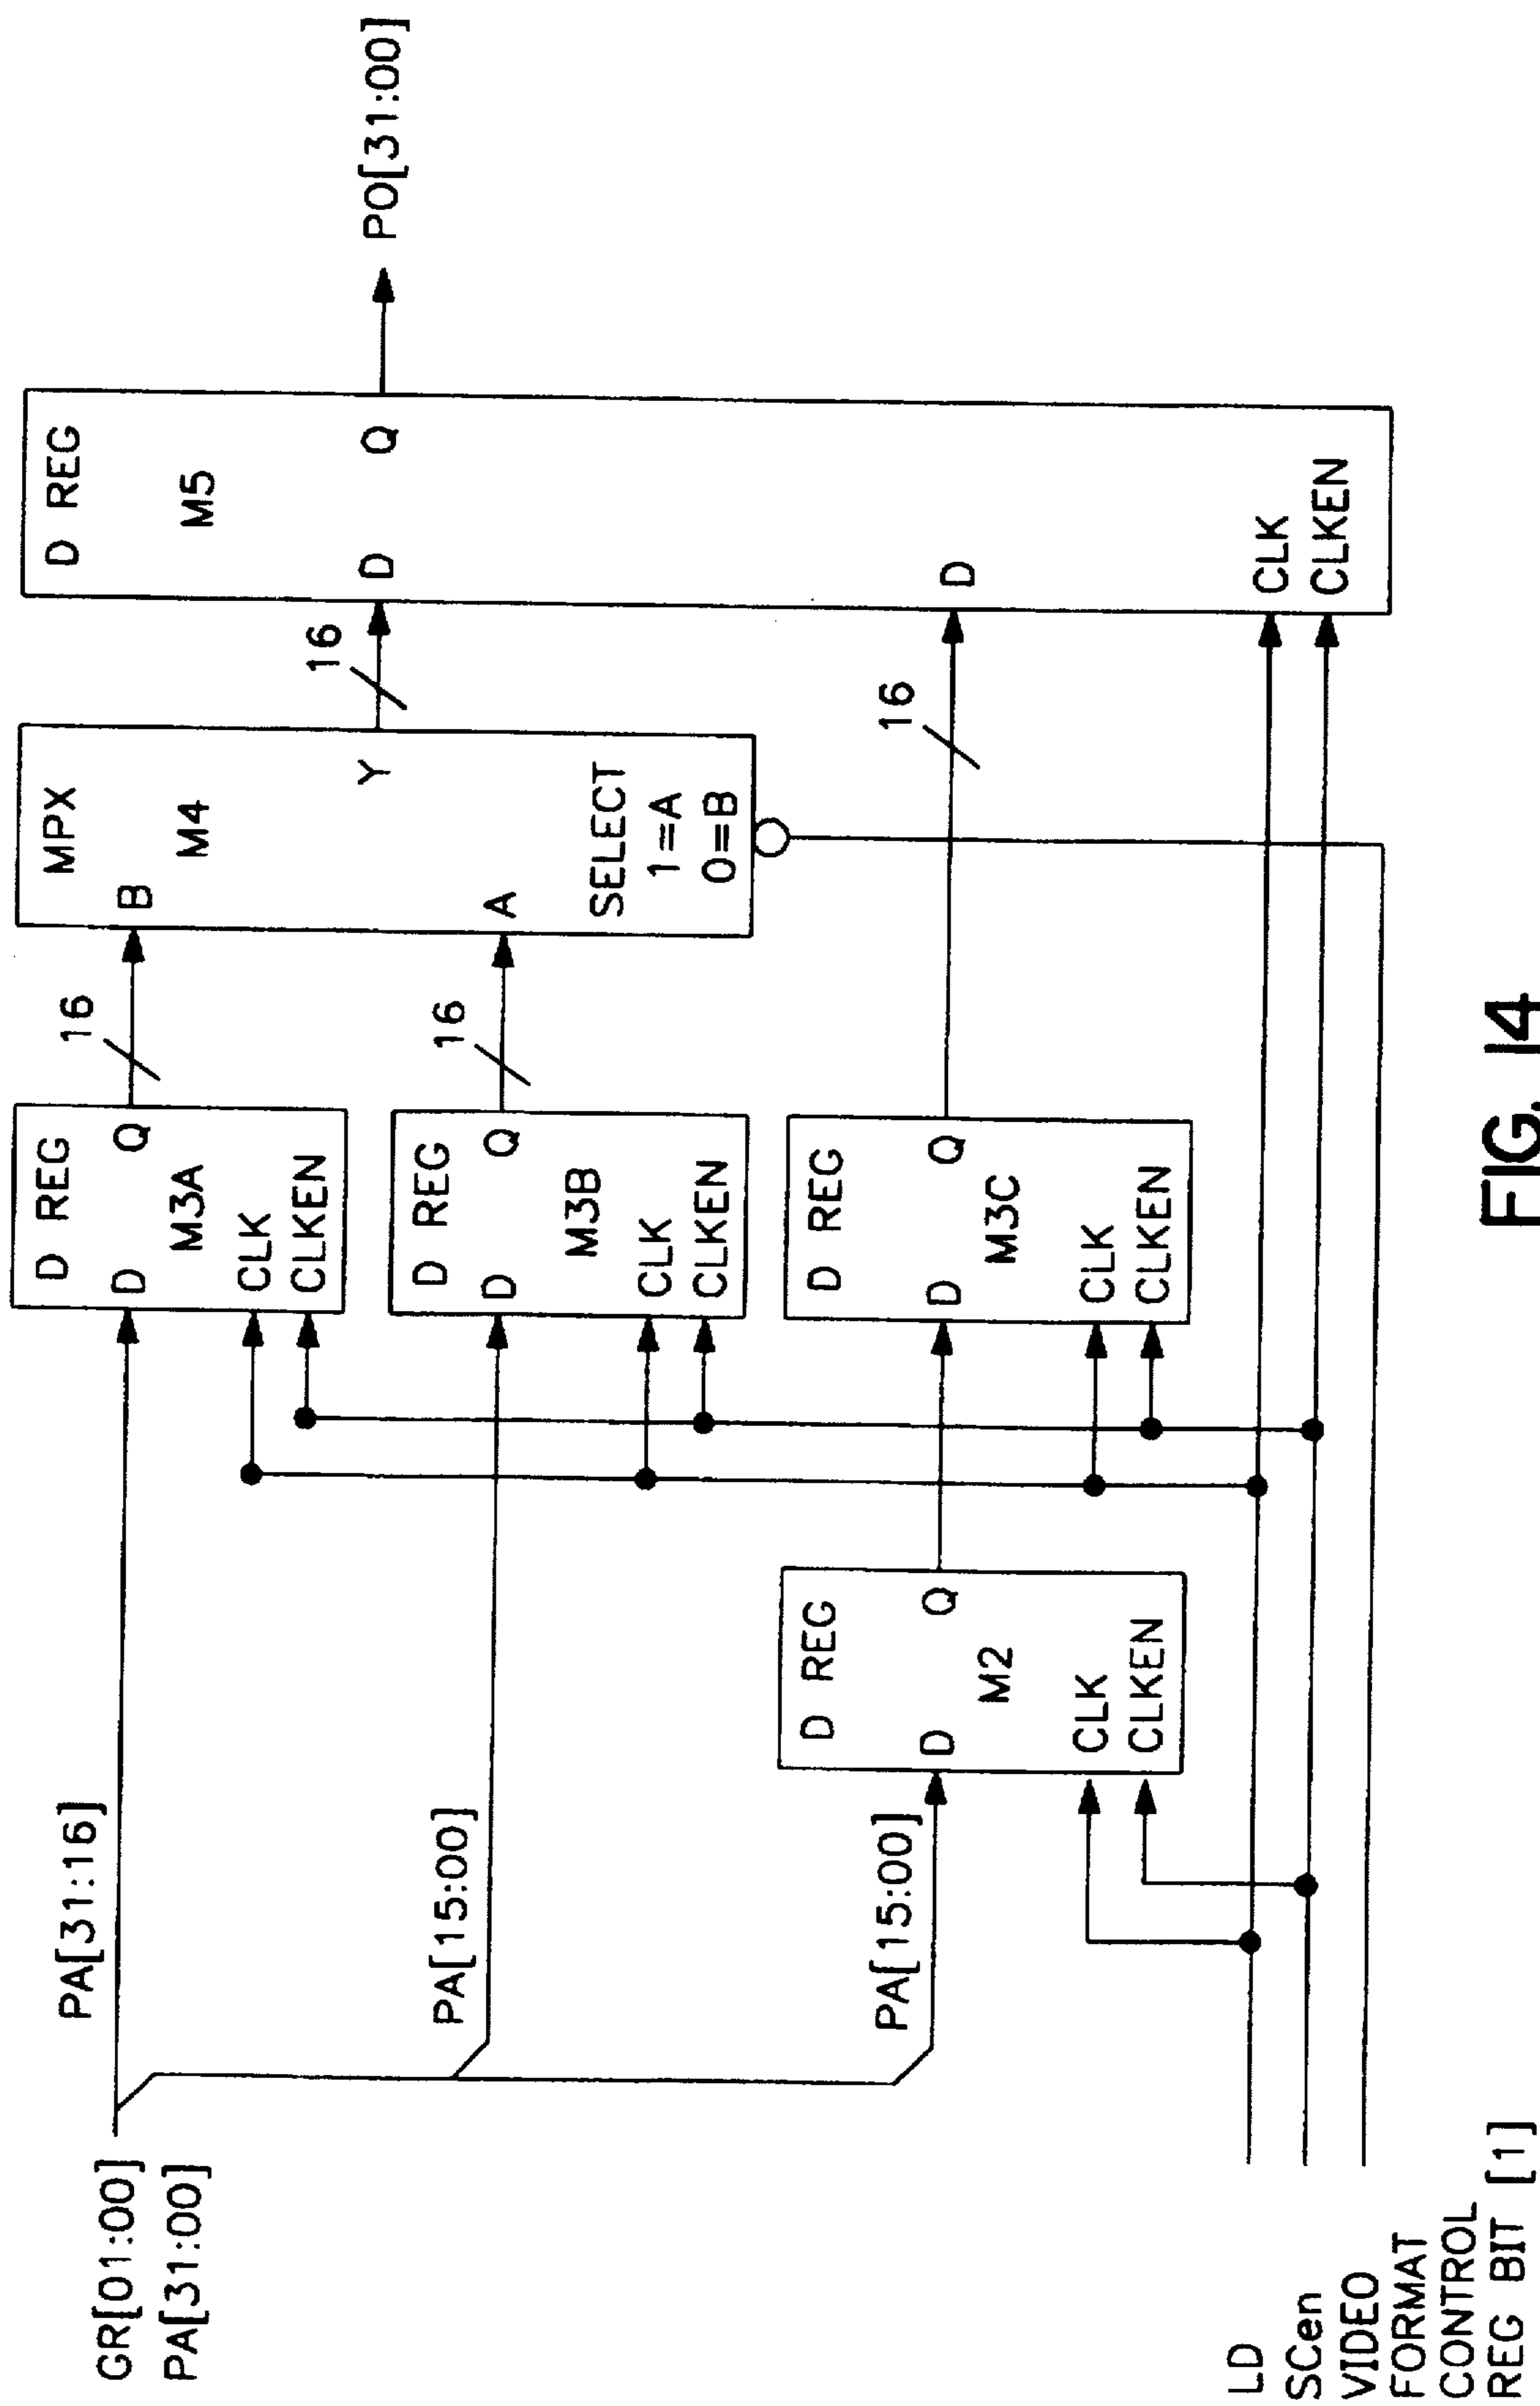 GR[01:00]
PA[31:00]
PA[31:16]
PA[15:00]
PA[15:00]
D REG
D Q
M3A
CLK
CLKEN
16
D REG
D Q
M3B
CLK
CLKEN
16
D REG
D Q
M2
CLK
CLKEN
D REG
D Q
M3C
CLK
CLKEN
16
MPX
B
M4
Y
A
SELECT
1=A
0=B
16
D REG
M5
D Q
D
CLK
CLKEN
PO[31:00]
LD
SCen
VIDEO
FORMAT
CONTROL
REG BIT [1]
FIG. 14